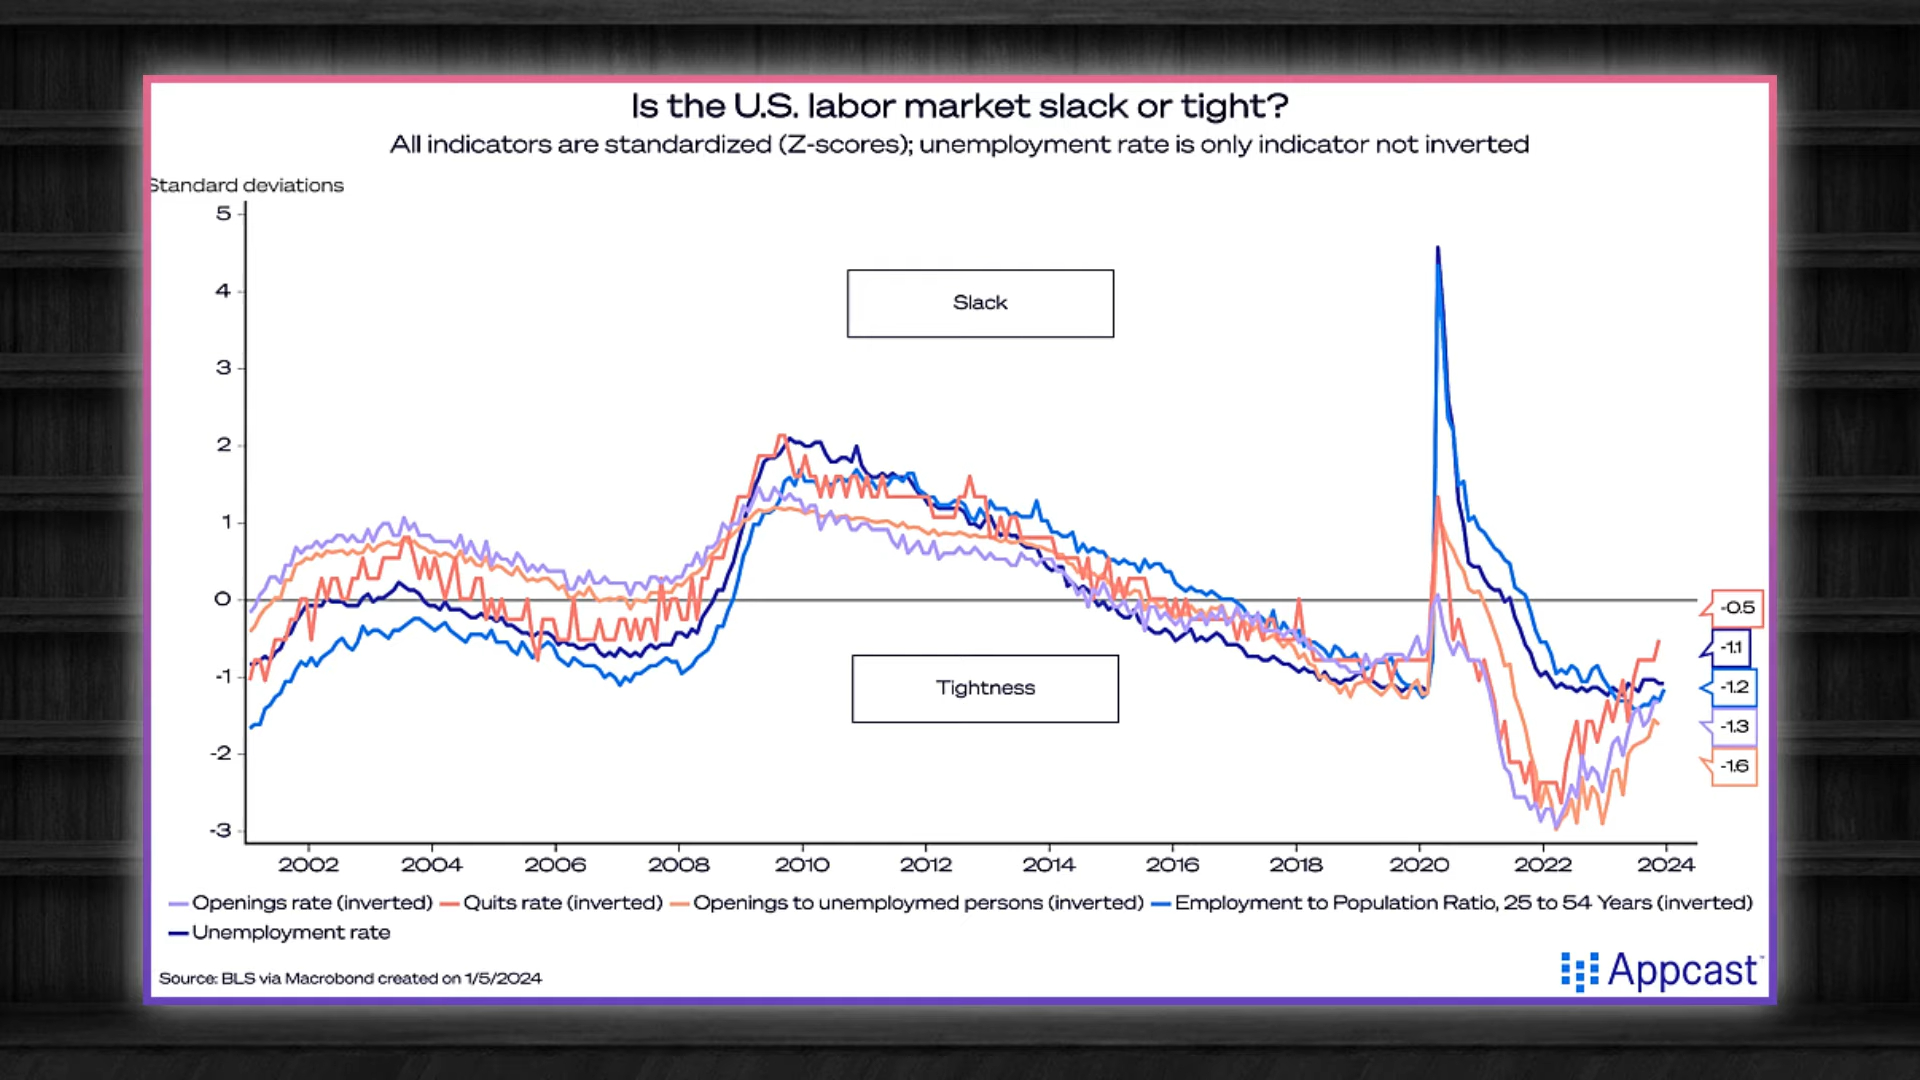 Is the U.S. labor market slack or tight?
All indicators are standardized (Z-scores); unemployment rate is only indicator not inverted
Standard deviations
5
4
3
2
1
0
-1
-2
-3
Slack
Tightness
-0.5
-1.1
-1.2
-1.3
-1.6
2002 2004 2006 2008 2010 2012 2014 2016 2018 2020 2022 2024
Openings rate (inverted) Quits rate (inverted) Openings to unemploymed persons (inverted) Employment to Population Ratio, 25 to 54 Years (inverted)
Unemployment rate
Source: BLS via Macrobond created on 1/5/2024
Appcast